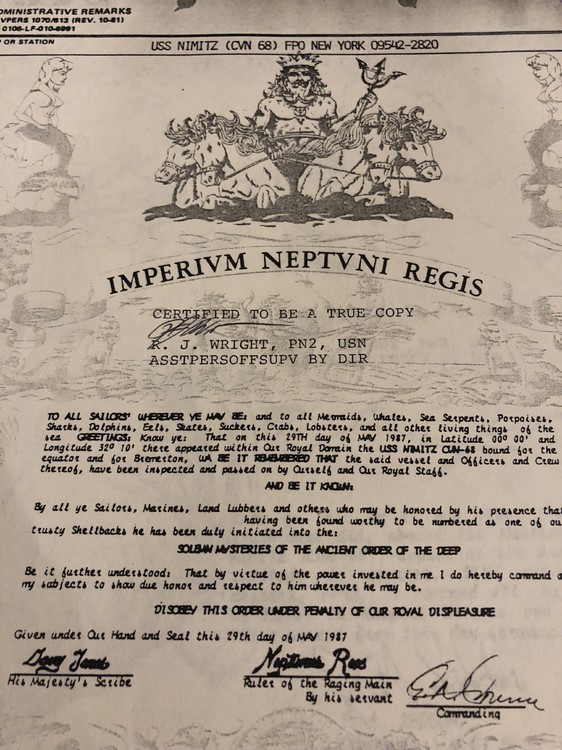 DMINISTRATIVE REMARKS
VPERS 1070/613 (REV. 10-81)
0106-LF-010-6991
OR STATION
USS NIMITZ (CVN 68) FPO NEW YORK 09542-2820
IMPERIVM NEPTVNI REGIS
CERTIFIED TO BE A TRUE COPY
R. J. WRIGHT, PN2, USN
ASSTPERSOFFSUPV BY DIR
TO ALL SAILORS' WHEREVER YE MAY BE: and to all Mermaids, Whales, Sea Serpents, Porpoises,
Sharks, Dolphins, Eels, Skates, Suckers, Crabs, Lobsters, and all other living things of the
sea GREETINGS: Know ye: That on this 29TH day of MAY 1987, in Latitude 000 00' and
Longitude 320 10' there appeared within Our Royal Domain the USS NIMITZ CVN-68 bound for the
equator and for Bremerton, BE IT REMEMBERED THAT the said vessel and Officers and Crew
thereof, have been inspected and passed on by Ourself and Our Royal Staff.
AND BE IT KNOWN:
By all ye Sailors, Marines, Land Lubbers and others who may be honored by his presence that
having been found worthy to be numbered as one of ou
trusty Shellbacks he has been duly initiated into the:
SOLEMN MYSTERIES OF THE ANCIENT ORDER OF THE DEEP
Be it further understood: That by virtue of the power invested in me I do hereby command a
my subjects to show due honor and respect to him wherever he may be.
DISOBEY THIS ORDER UNDER PENALTY OF OUR ROYAL DISPLEASURE
Given under Our Hand and Seal this 29th day of MAY 1987
Davy Jones
His Majesty's Scribe
Neptunus Rex
Ruler of the Raging Main
By his servant
Commanding